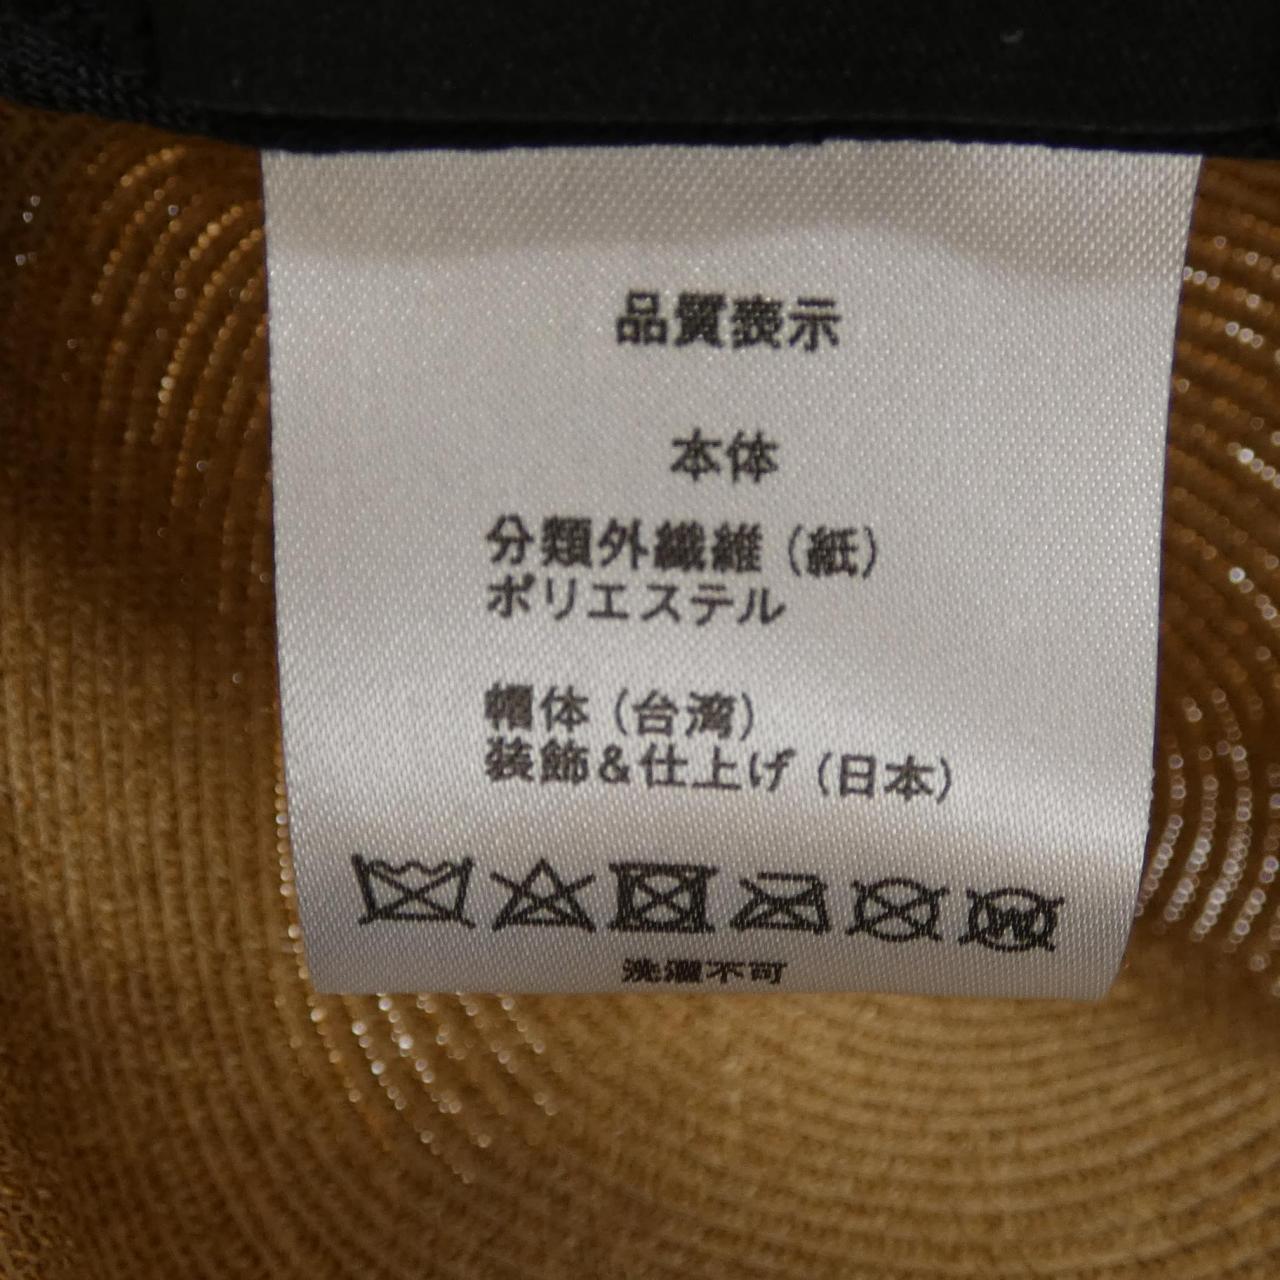 品質表示
本体
分類外繊維 (紙)
ポリエステル
帽体 (台湾)
装飾&仕上げ (日本)
W
洗濯不可